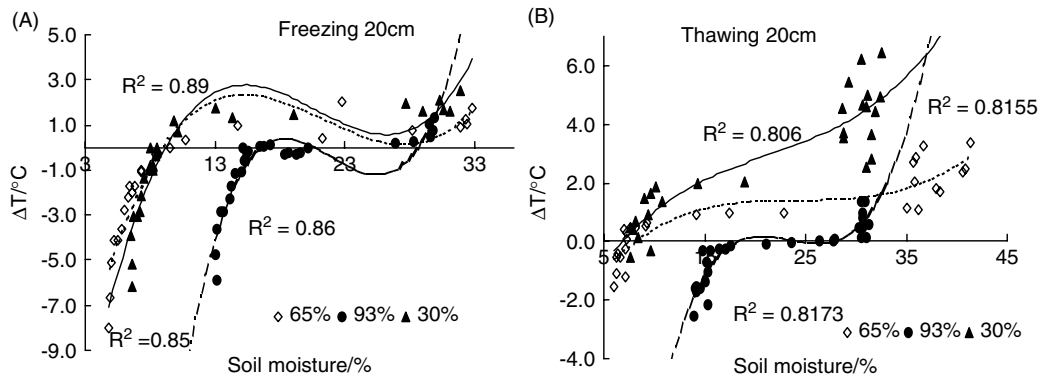 (A)
Freezing 20cm
5.0
3.0
1.0
-1.0
-3.0
-5.0
-7.0
-9.0
3 13 23 33
ΔT/°C
R² = 0.89
R² = 0.86
R² =0.85
65% 93% 30%
Soil moisture/%
(B)
Thawing 20cm
6.0
4.0
2.0
0.0
-2.0
-4.0
5 15 25 35 45
ΔT/°C
R² = 0.8155
R² = 0.806
R² = 0.8173
65% 93% 30%
Soil moisture/%